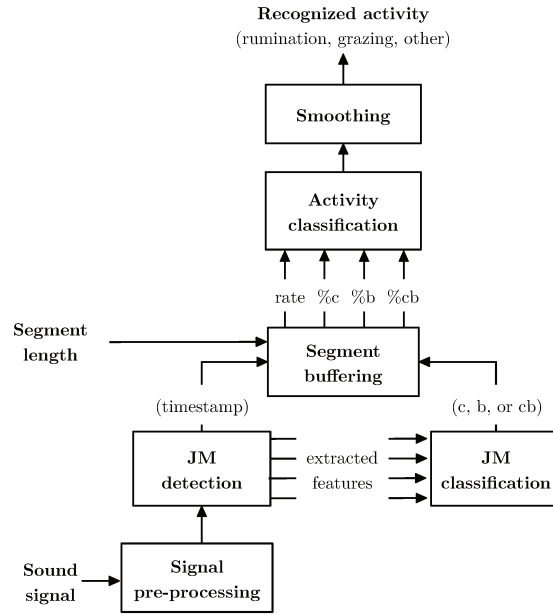 Recognized activity
(rumination, grazing, other)
Smoothing
Activity
classification
rate %c %b %cb
Segment
length
Segment
buffering
(timestamp)
(c, b, or cb)
JM
detection
extracted
features
JM
classification
Sound
signal
Signal
pre-processing